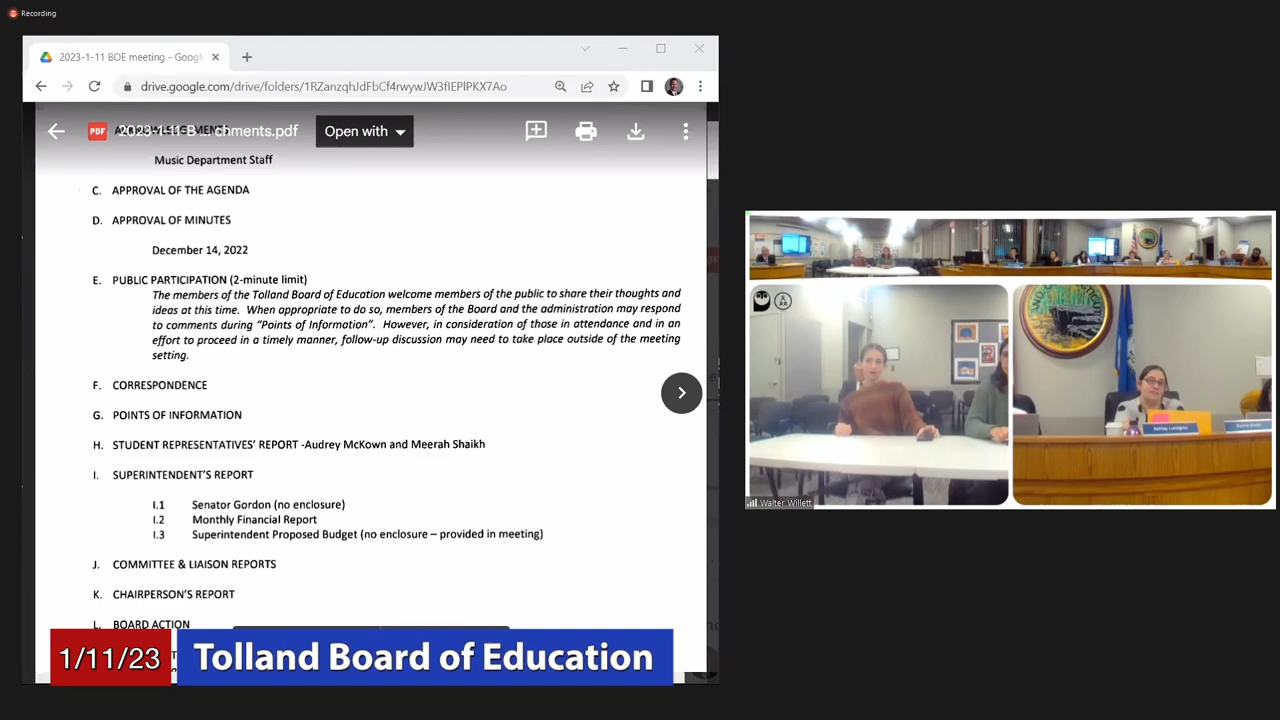 Recording
2023-1-11 BOE meeting - Googl
drive.google.com/drive/folders/1RZanzqhJdFbCf4rwywJW3fIEPlPKX7Ao
PDF
2023-1-11-B... chments.pdf
Open with
Music Department Staff
C. APPROVAL OF THE AGENDA
D. APPROVAL OF MINUTES
December 14, 2022
E. PUBLIC PARTICIPATION (2-minute limit)
The members of the Tolland Board of Education welcome members of the public to share their thoughts and
ideas at this time. When appropriate to do so, members of the Board and the administration may respond
to comments during “Points of Information”. However, in consideration of those in attendance and in an
effort to proceed in a timely manner, follow-up discussion may need to take place outside of the meeting
setting.
F. CORRESPONDENCE
G. POINTS OF INFORMATION
H. STUDENT REPRESENTATIVES’ REPORT -Audrey McKown and Meerah Shaikh
I. SUPERINTENDENT’S REPORT
I.1 Senator Gordon (no enclosure)
I.2 Monthly Financial Report
I.3 Superintendent Proposed Budget (no enclosure – provided in meeting)
J. COMMITTEE & LIAISON REPORTS
K. CHAIRPERSON’S REPORT
L. BOARD ACTION
1/11/23
Tolland Board of Education
Ashley Lundgren
Walter Willett